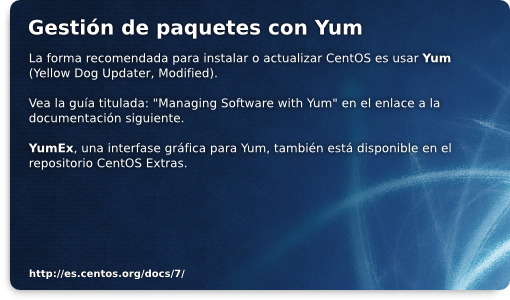 Gestión de paquetes con Yum
La forma recomendada para instalar o actualizar CentOS es usar Yum
(Yellow Dog Updater, Modified).
Vea la guía titulada: "Managing Software with Yum" en el enlace a la
documentación siguiente.
YumEx, una interfase gráfica para Yum, también está disponible en el
repositorio CentOS Extras.
http://es.centos.org/docs/7/